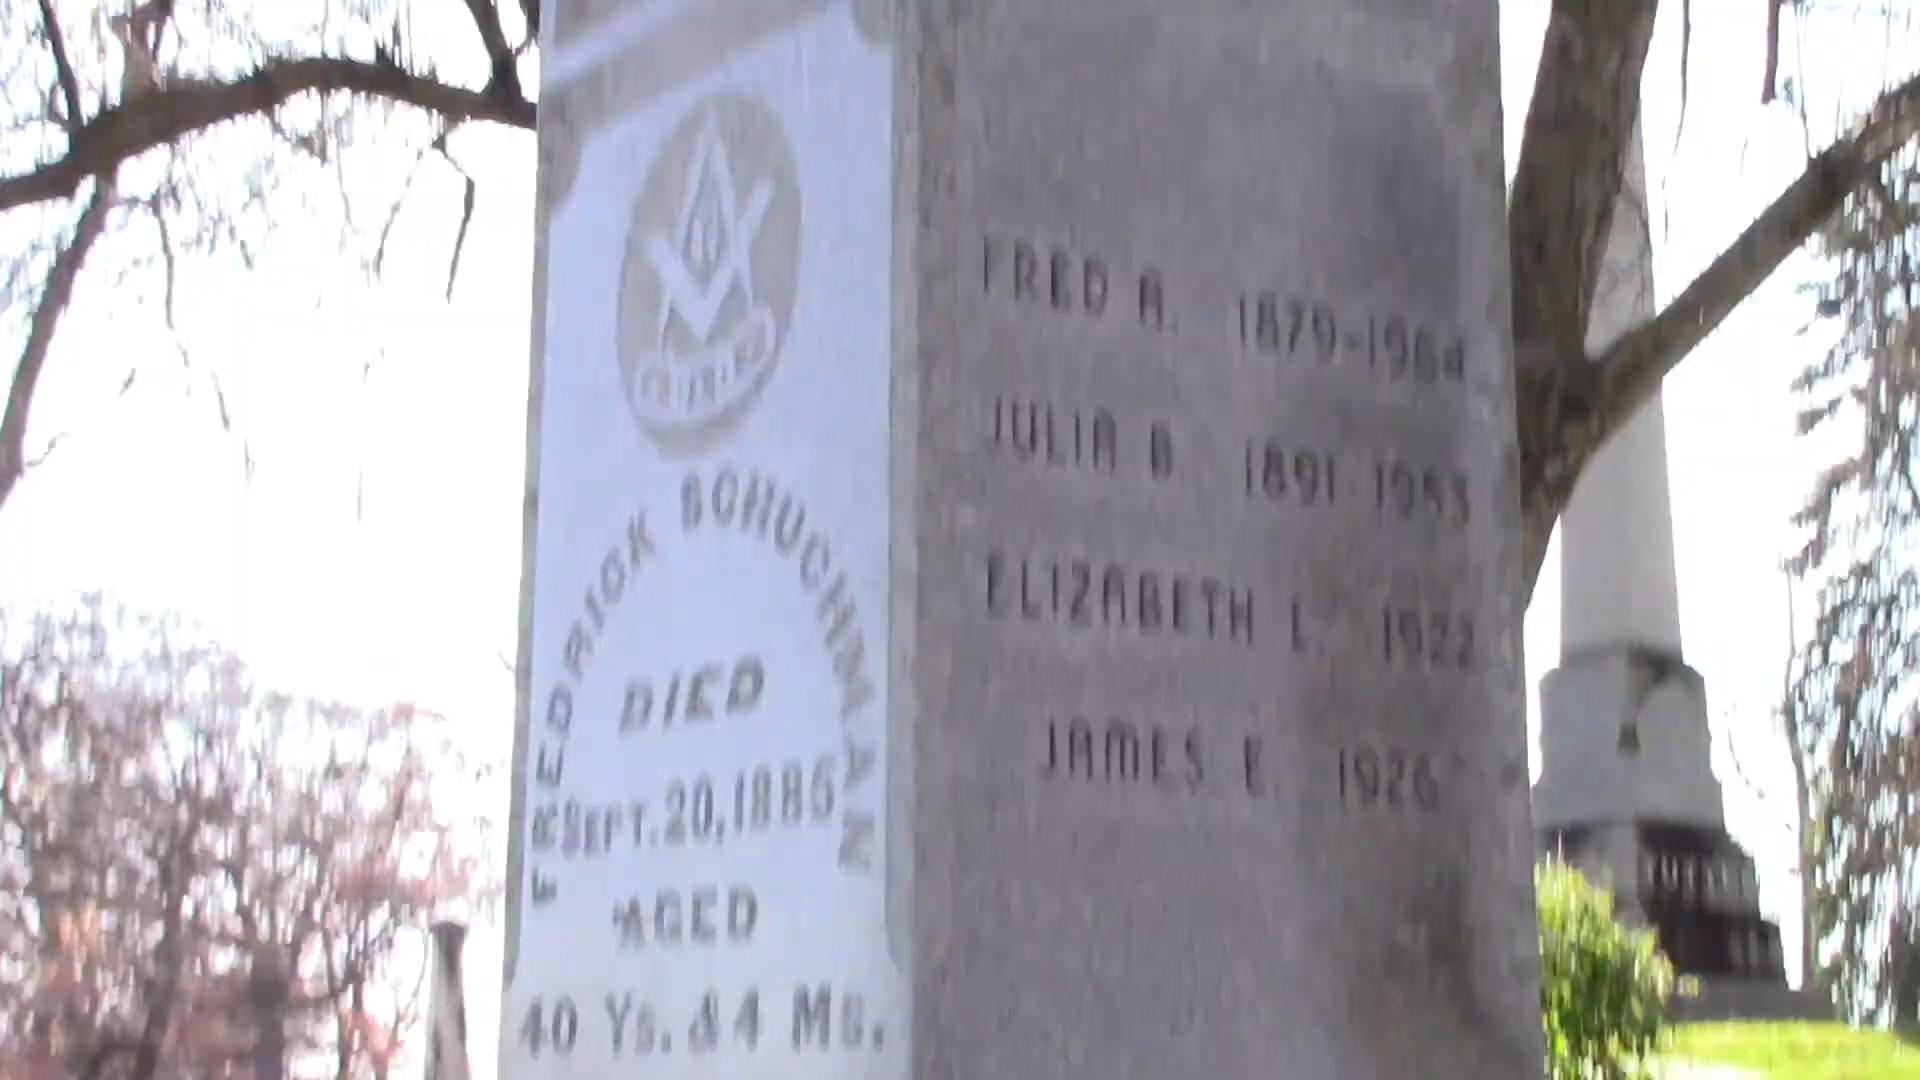 FREDRICK SCHUCHMAN
DIED
SEPT. 20, 1886
AGED
40 Ys. & 4 Ms.
FRED A. 1879-1964
JULIA B 1891 1953
ELIZABETH L. 1922
JAMES E. 1926